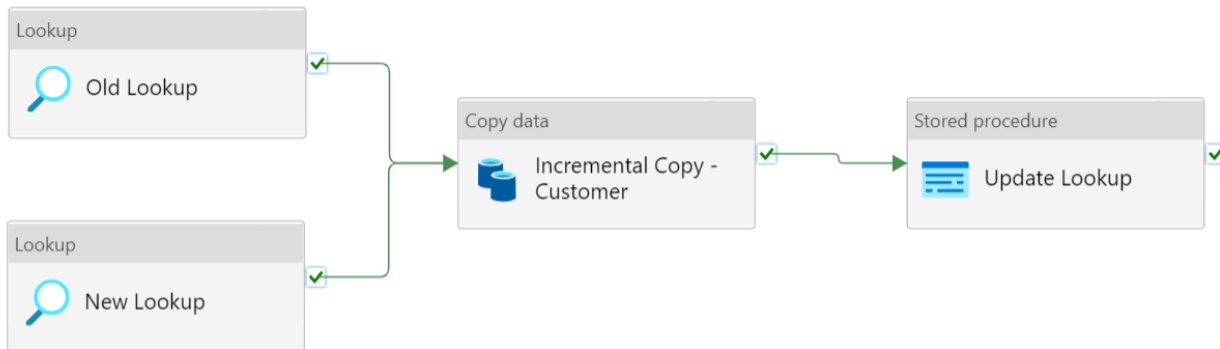 Lookup
Old Lookup
Lookup
New Lookup
Copy data
Incremental Copy -
Customer
Stored procedure
Update Lookup